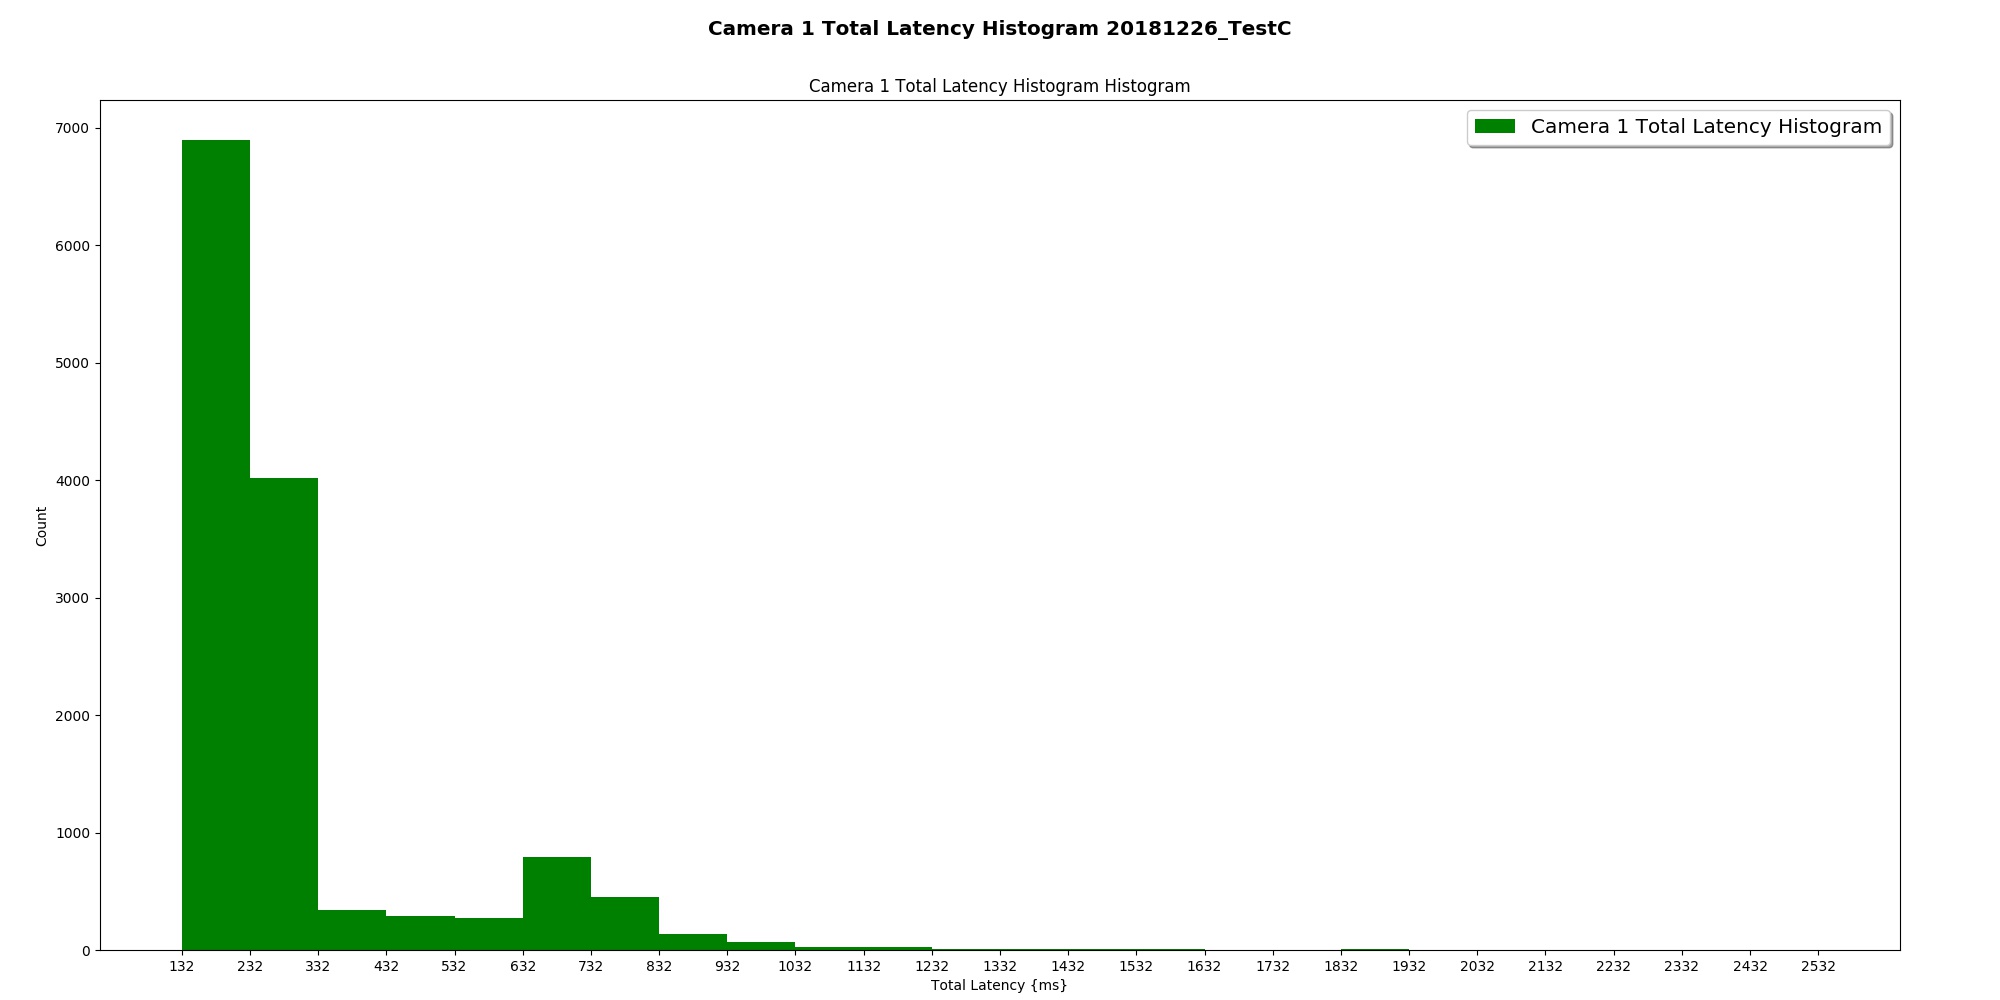 Camera 1 Total Latency Histogram 20181226_TestC
Camera 1 Total Latency Histogram Histogram
Camera 1 Total Latency Histogram
7000
6000
5000
4000
3000
2000
1000
0
Count
132 232 332 432 532 632 732 832 932 1032 1132 1232 1332 1432 1532 1632 1732 1832 1932 2032 2132 2232 2332 2432 2532
Total Latency {ms}